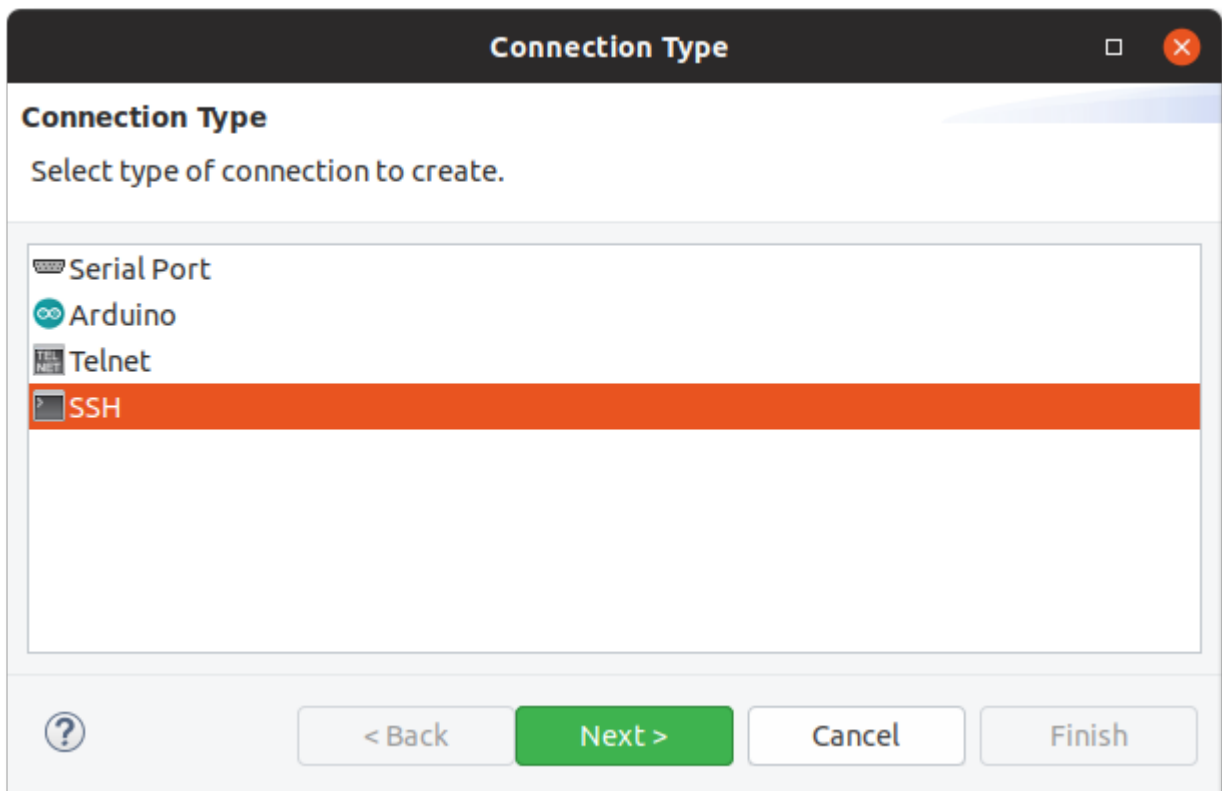 Connection Type
Connection Type
Select type of connection to create.
Serial Port
Arduino
TEL
NET
Telnet
SSH
?
< Back
Next >
Cancel
Finish